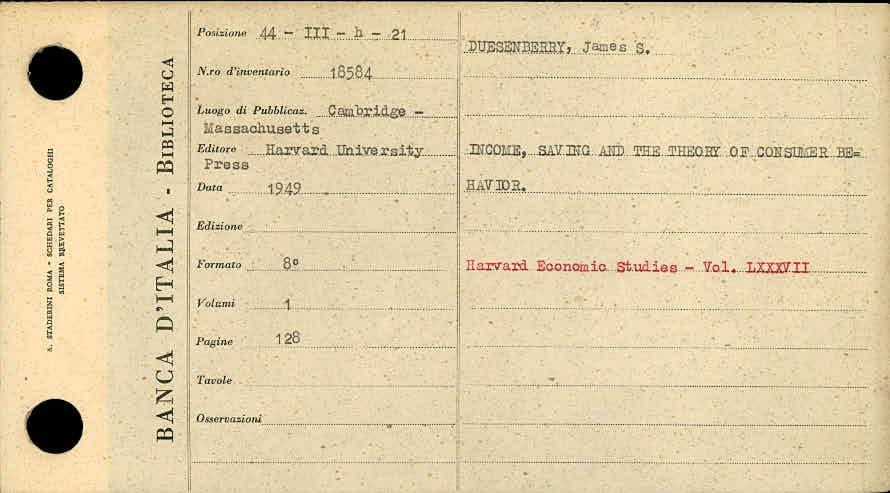 A. STADERINI ROMA - SCHEDARI PER CATALOGHI
SISTEMA BREVETTATO
BANCA D'ITALIA - BIBLIOTECA
Posizione 44 - III - h - 21
N.ro d'inventario 18584
Luogo di Pubblicaz. Cambridge -
Massachusetts
Editore Harvard University
Press
Data 1949
Edizione
Formato 8°
Volumi 1
Pagine 128
Tavole
Osservazioni
DUESENBERRY, James S.
INCOME, SAVING AND THE THEORY OF CONSUMER BE=
HAVIOR.
Harvard Economic Studies - Vol. LXXXVII